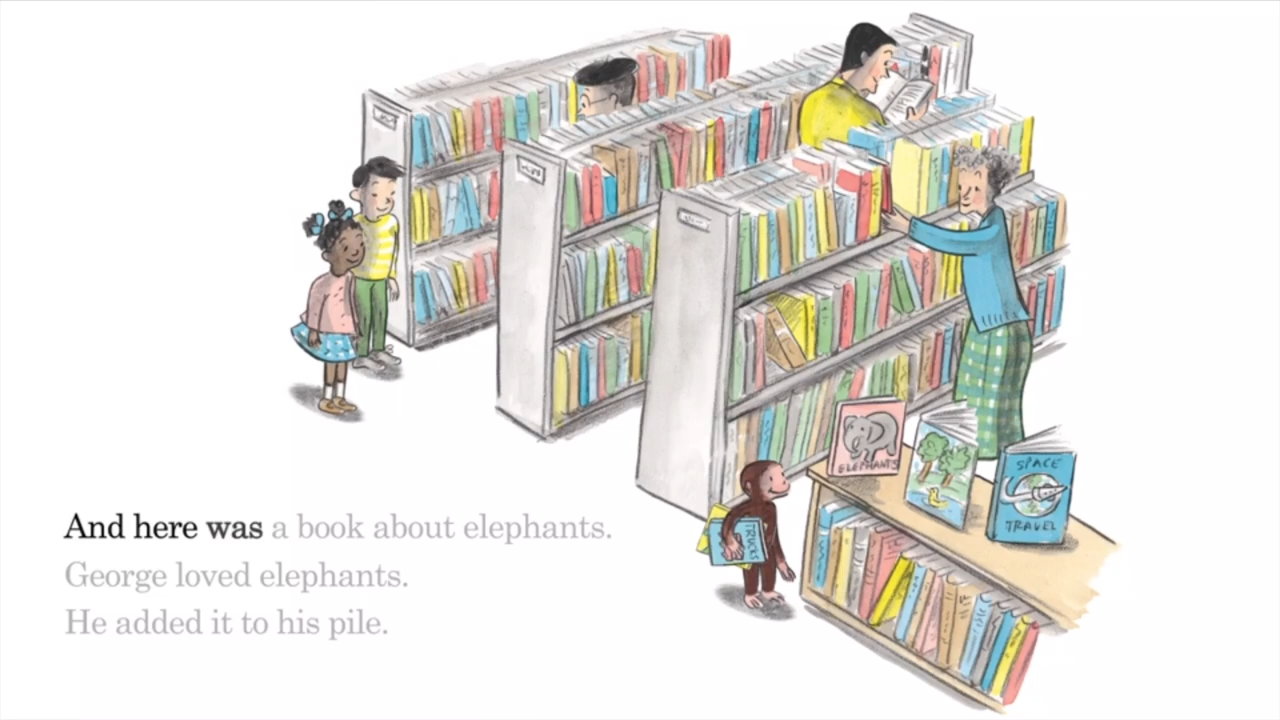 ELEPHANTS
SPACE
TRAVEL
TRUCKS
And here was a book about elephants.
George loved elephants.
He added it to his pile.